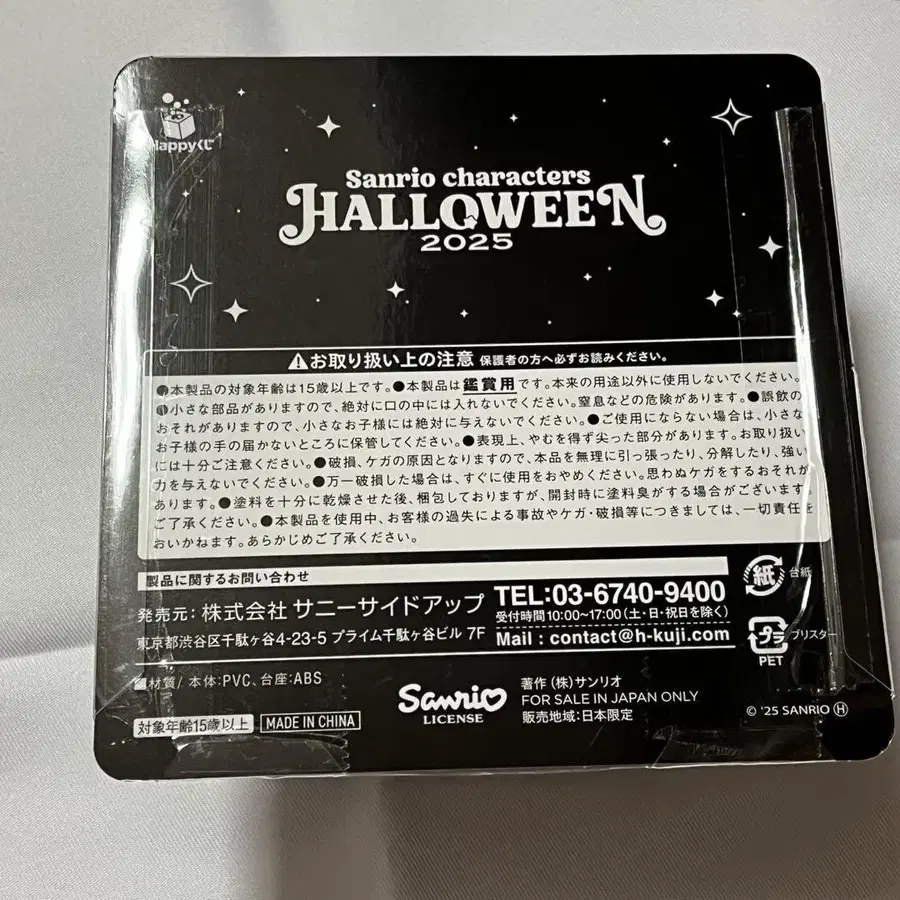 Happyくじ
Sanrio characters
HALLOWEEN
2025
お取り扱い上の注意 保護者の方へ必ずお読みください。
●本製品の対象年齢は15歳以上です。●本製品は鑑賞用です。本来の用途以外に使用しないでください。
●小さな部品がありますので、絶対に口の中には入れないでください。窒息などの危険があります。●誤飲の
おそれがありますので、小さなお子様には絶対に与えないでください。●ご使用にならない場合は、小さな
お子様の手の届かないところに保管してください。●表現上、やむを得ず尖った部分があります。お取り扱い
には十分ご注意ください。●破損、ケガの原因となりますので、本品を無理に引っ張ったり、分解したり、強い
力を与えないでください。●万一破損した場合は、すぐに使用をおやめください。思わぬケガをするおそれが
あります。●塗料を十分に乾燥させた後、梱包しておりますが、開封時に塗料臭がする場合がございます。
ご了承ください。●本製品を使用中、お客様の過失による事故やケガ・破損等につきましては、一切責任を
おいかねます。あらかじめご了承ください。
製品に関するお問い合わせ
発売元:株式会社 サニーサイドアップ
東京都渋谷区千駄ヶ谷4-23-5 プライム千駄ヶ谷ビル 7F
TEL:03-6740-9400
受付時間10:00~17:00(土・日・祝日を除く)
Mail : contact@h-kuji.com
紙 台紙
プラ ブリスター
PET
■材質/ 本体:PVC、台座:ABS
対象年齢15歳以上 MADE IN CHINA
Sanrio
LICENSE
著作 (株)サンリオ
FOR SALE IN JAPAN ONLY
販売地域:日本限定
© '25 SANRIO Ⓗ